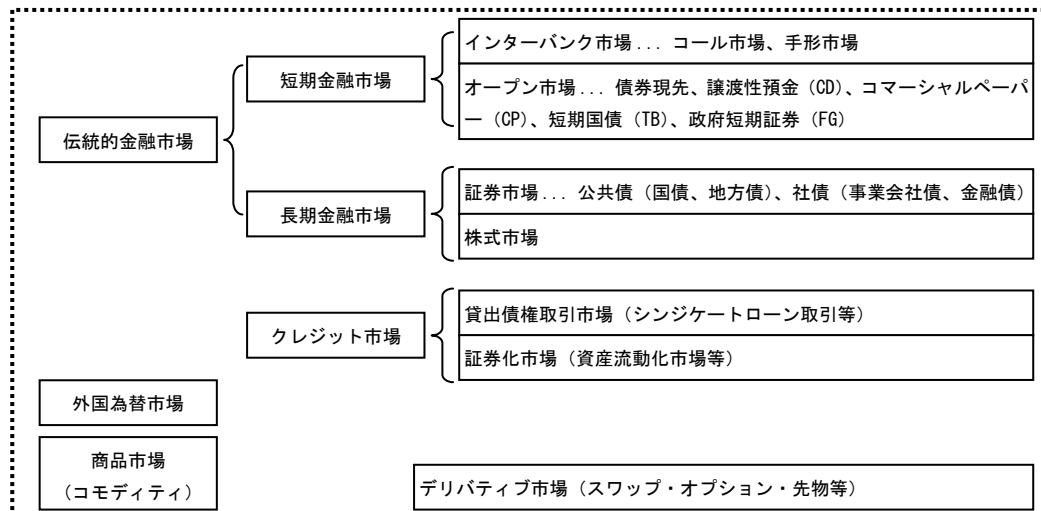 伝統的金融市場
短期金融市場
インターバンク市場... コール市場、手形市場
オープン市場... 債券現先、譲渡性預金(CD)、コマーシャルペーパ
ー(CP)、短期国債(TB)、政府短期証券(FG)
長期金融市場
証券市場... 公共債(国債、地方債)、社債(事業会社債、金融債)
株式市場
クレジット市場
貸出債権取引市場(シンジケートローン取引等)
証券化市場(資産流動化市場等)
外国為替市場
商品市場
(コモディティ)
デリバティブ市場(スワップ・オプション・先物等)